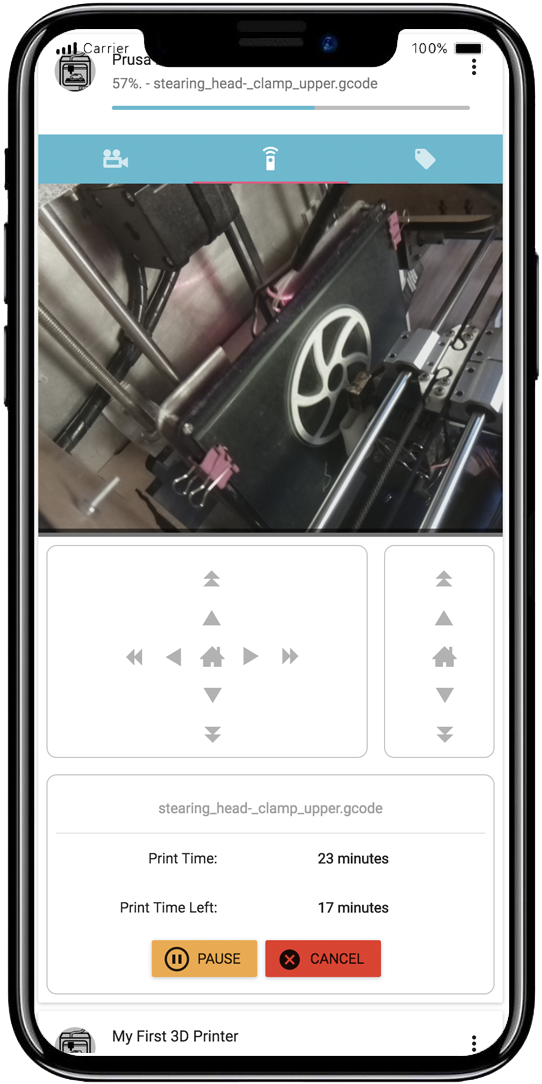 Carrier
100%
Prusa
57%. - stearing_head-_clamp_upper.gcode
stearing_head-_clamp_upper.gcode
Print Time: 23 minutes
Print Time Left: 17 minutes
PAUSE CANCEL
My First 3D Printer